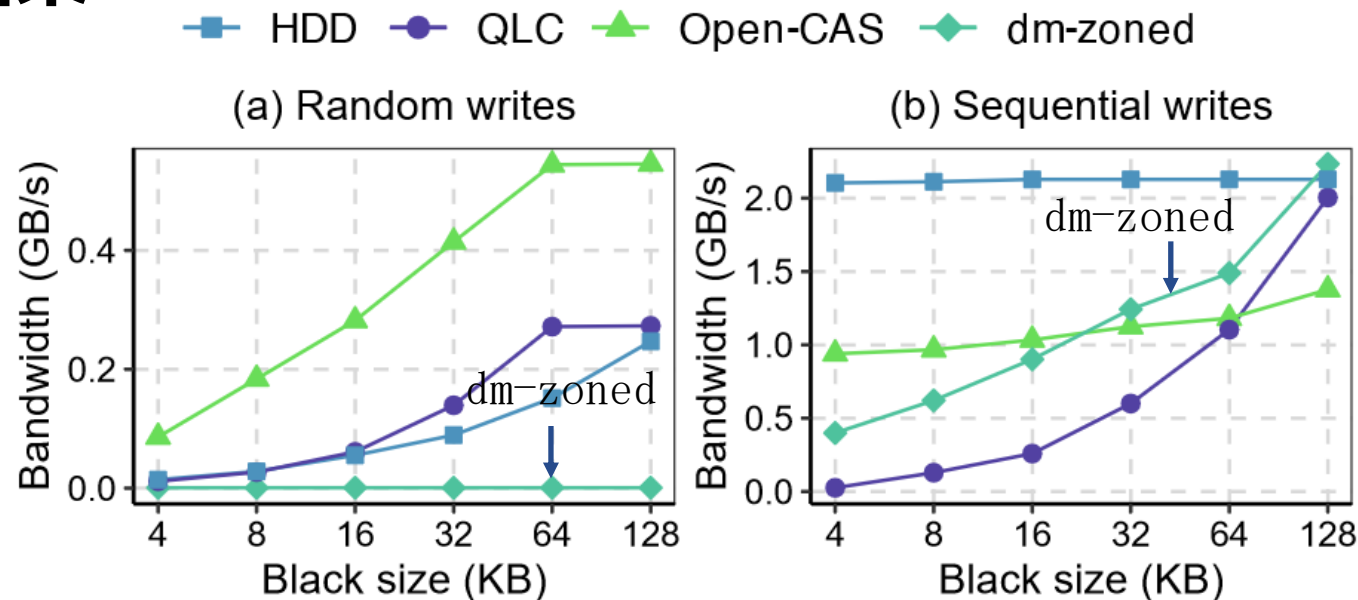 HDD QLC Open-CAS dm-zoned
(a) Random writes
Bandwidth (GB/s)
0.4
0.2
0.0
dm-zoned
4 8 16 32 64 128
Black size (KB)
(b) Sequential writes
Bandwidth (GB/s)
2.0
1.5
1.0
0.5
0.0
dm-zoned
4 8 16 32 64 128
Black size (KB)